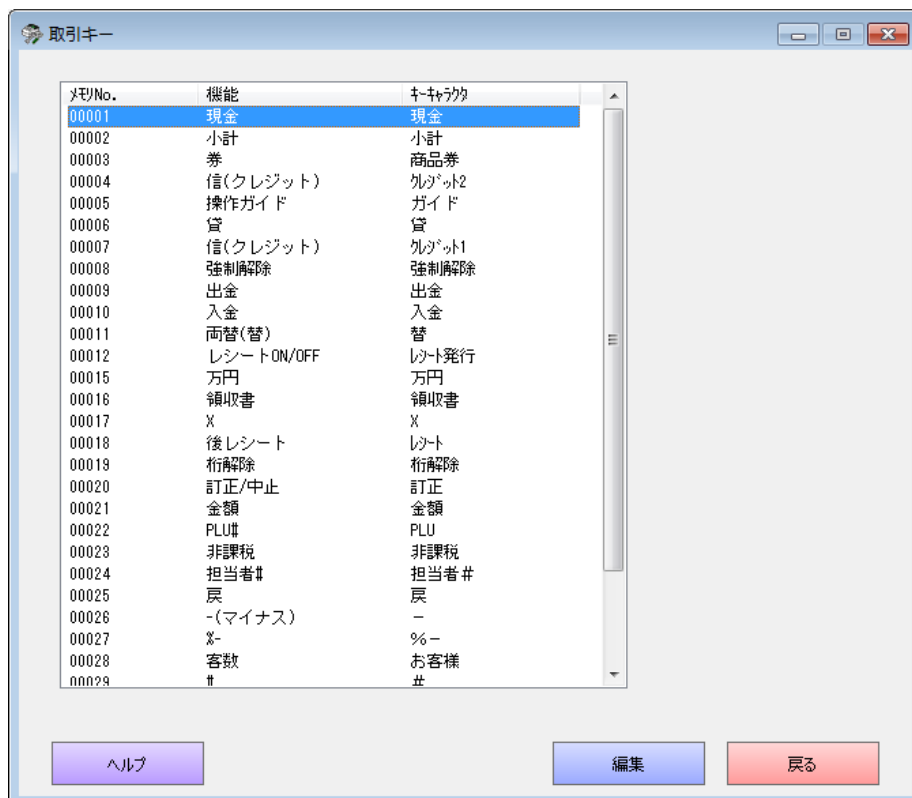 取引キー
ﾒﾓﾘNo. 機能 ｷｰｷｬﾗｸﾀ
00001 現金 現金
00002 小計 小計
00003 券 商品券
00004 信(クレジット) ｸﾚｼﾞｯﾄ2
00005 操作ガイド ガイド
00006 貸 貸
00007 信(クレジット) ｸﾚｼﾞｯﾄ1
00008 強制解除 強制解除
00009 出金 出金
00010 入金 入金
00011 両替(替) 替
00012 レシートON/OFF ﾚｼｰﾄ発行
00015 万円 万円
00016 領収書 領収書
00017 X X
00018 後レシート ﾚｼｰﾄ
00019 桁解除 桁解除
00020 訂正/中止 訂正
00021 金額 金額
00022 PLU# PLU
00023 非課税 非課税
00024 担当者# 担当者＃
00025 戻 戻
00026 -(マイナス) －
00027 %- ％－
00028 客数 お客様
00029 # ＃
ヘルプ 編集 戻る